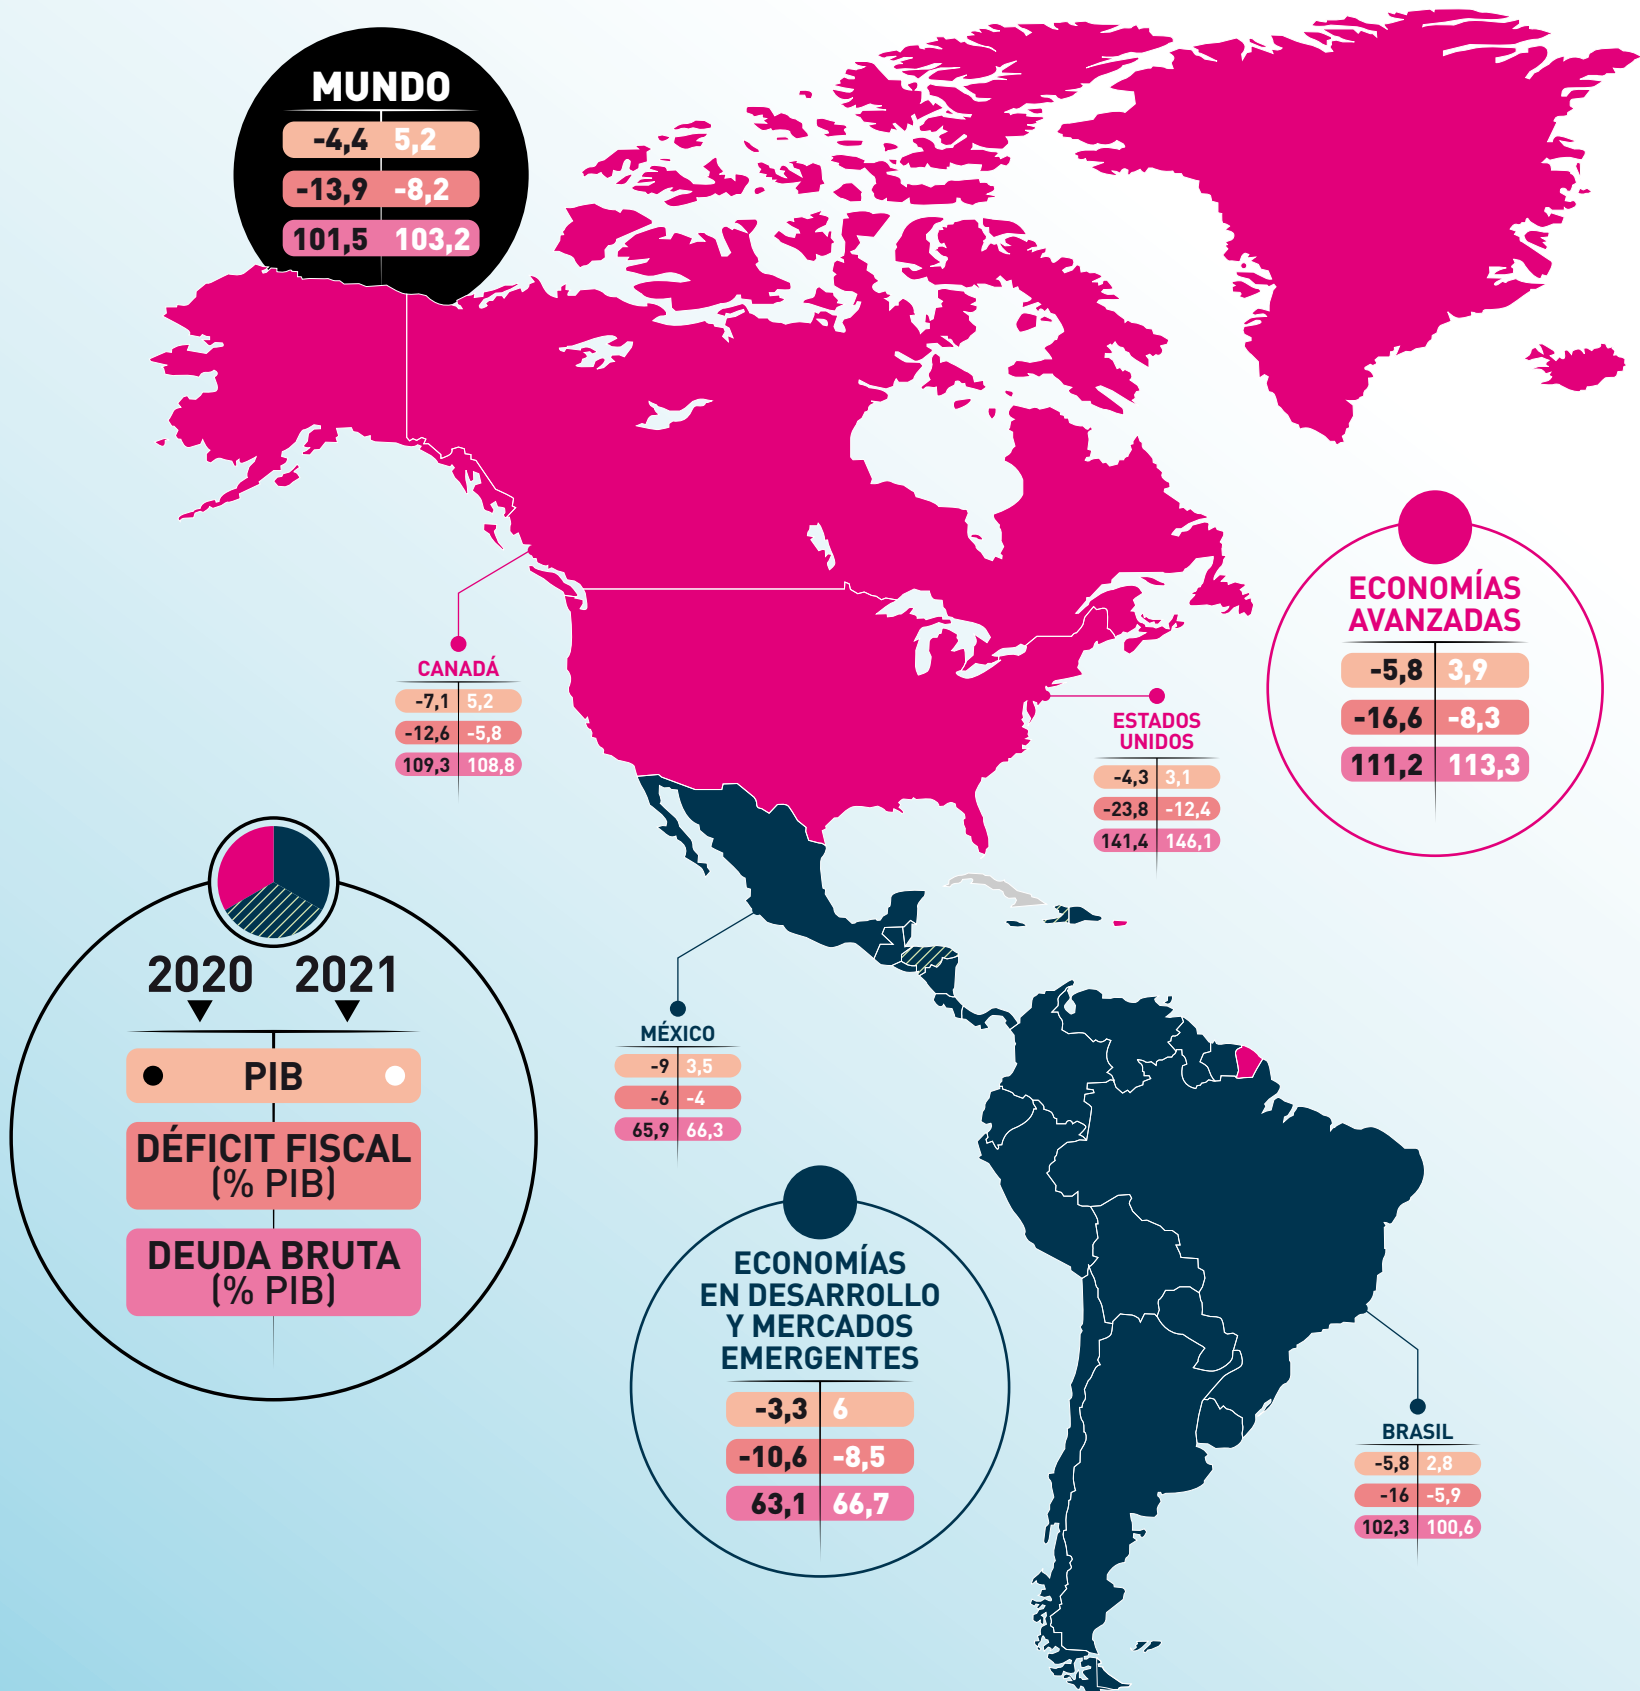 MUNDO
-4,4 5,2
-13,9 -8,2
101,5 103,2
CANADÁ
-7,1 5,2
-12,6 -5,8
109,3 108,8
ESTADOS
UNIDOS
-4,3 3,1
-23,8 -12,4
141,4 146,1
ECONOMÍAS
AVANZADAS
-5,8 3,9
-16,6 -8,3
111,2 113,3
2020 2021
PIB
DÉFICIT FISCAL
(% PIB)
DEUDA BRUTA
(% PIB)
MÉXICO
-9 3,5
-6 -4
65,9 66,3
ECONOMÍAS
EN DESARROLLO
Y MERCADOS
EMERGENTES
-3,3 6
-10,6 -8,5
63,1 66,7
BRASIL
-5,8 2,8
-16 -5,9
102,3 100,6